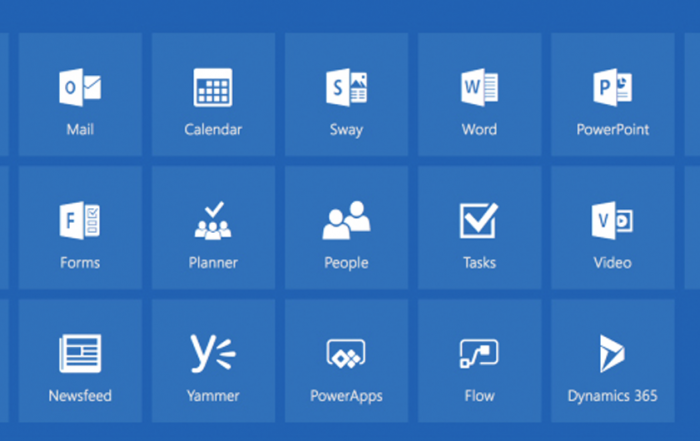 Mail
Calendar
Sway
Word
PowerPoint
Forms
Planner
People
Tasks
Video
Newsfeed
Yammer
PowerApps
Flow
Dynamics 365